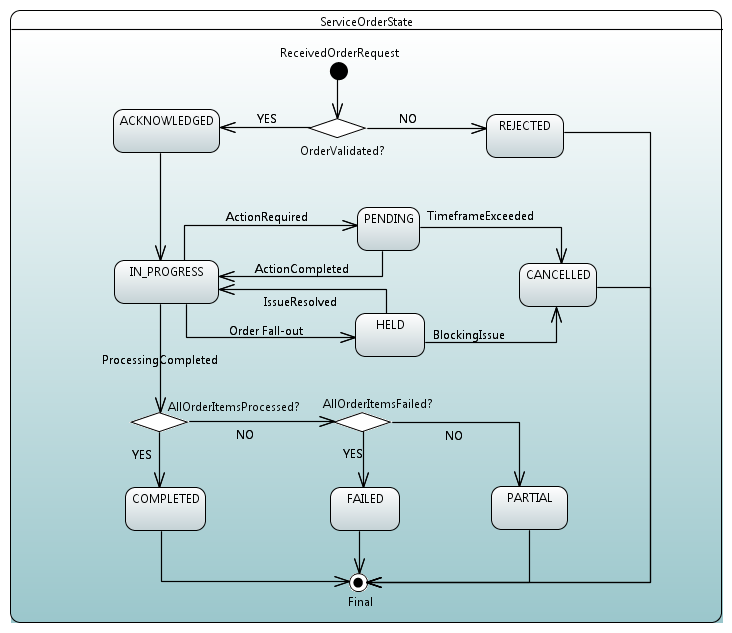 ServiceOrderState
ReceivedOrderRequest
ACKNOWLEDGED
YES
NO
REJECTED
OrderValidated?
ActionRequired
PENDING
TimeframeExceeded
IN_PROGRESS
ActionCompleted
CANCELLED
IssueResolved
Order Fall-out
HELD
BlockingIssue
ProcessingCompleted
AllOrderItemsProcessed?
AllOrderItemsFailed?
NO
NO
YES
YES
COMPLETED
FAILED
PARTIAL
Final